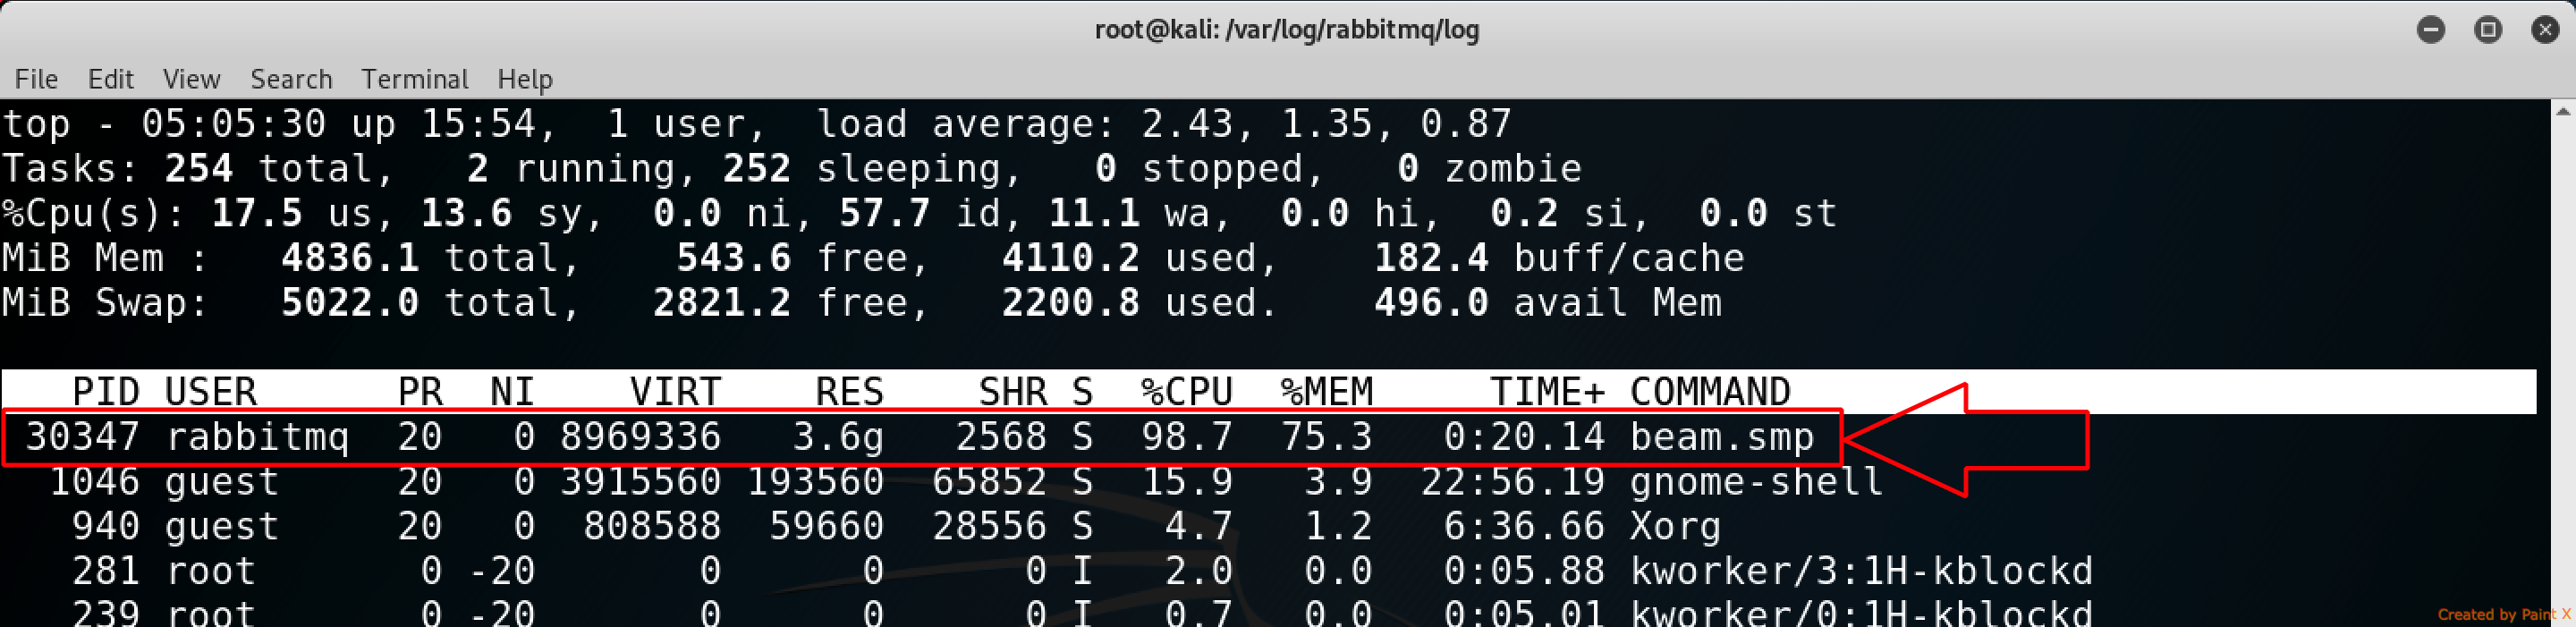 root@kali: /var/log/rabbitmq/log
File Edit View Search Terminal Help
top - 05:05:30 up 15:54,  1 user,  load average: 2.43, 1.35, 0.87
Tasks: 254 total,   2 running, 252 sleeping,   0 stopped,   0 zombie
%Cpu(s): 17.5 us, 13.6 sy,  0.0 ni, 57.7 id, 11.1 wa,  0.0 hi,  0.2 si,  0.0 st
MiB Mem :   4836.1 total,    543.6 free,   4110.2 used,    182.4 buff/cache
MiB Swap:   5022.0 total,   2821.2 free,   2200.8 used.    496.0 avail Mem
PID USER      PR  NI    VIRT    RES    SHR S  %CPU  %MEM     TIME+ COMMAND
30347 rabbitmq  20   0 8969336   3.6g   2568 S  98.7  75.3   0:20.14 beam.smp
1046 guest     20   0 3915560 193560  65852 S  15.9   3.9  22:56.19 gnome-shell
940 guest     20   0  808588  59660  28556 S   4.7   1.2   6:36.66 Xorg
281 root       0 -20       0      0      0 I   2.0   0.0   0:05.88 kworker/3:1H-kblockd
239 root       0 -20       0      0      0 I   0.7   0.0   0:05.01 kworker/0:1H-kblockd
Created by Paint X